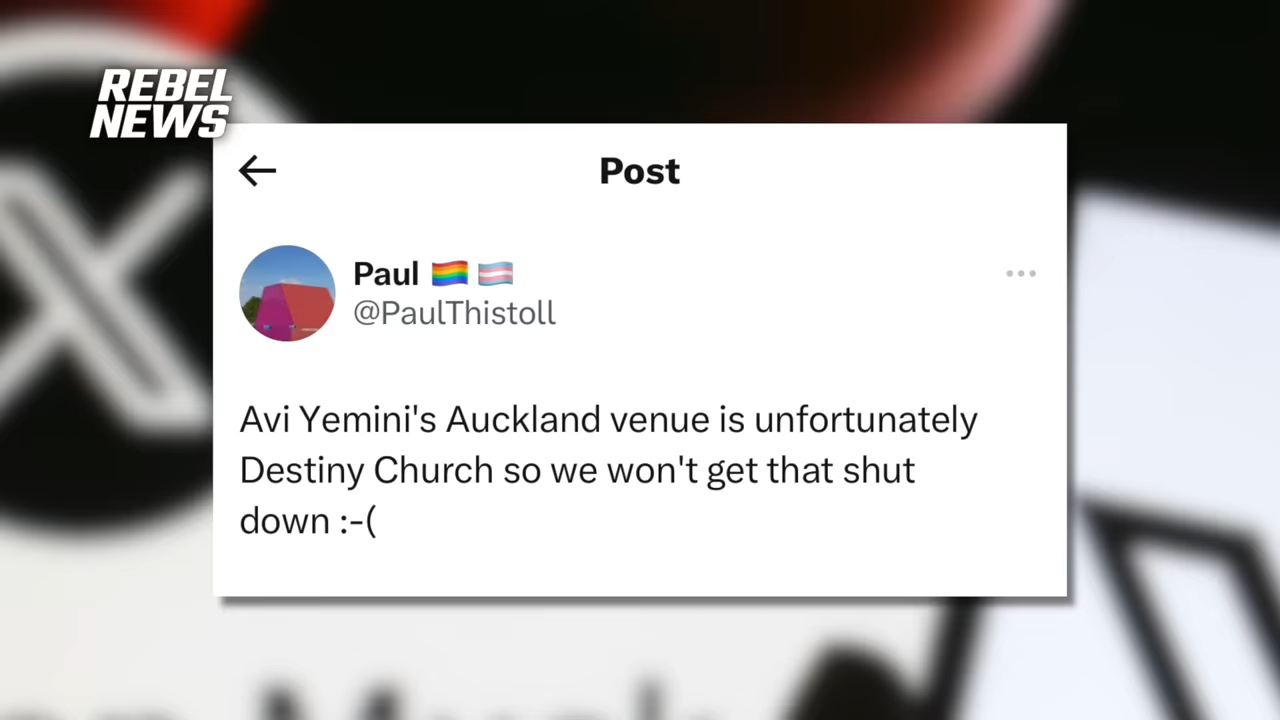 REBEL
NEWS
Post
Paul 🏳️‍🌈 🏳️‍⚧️
@PaulThistoll
Avi Yemini's Auckland venue is unfortunately
Destiny Church so we won't get that shut
down :-(